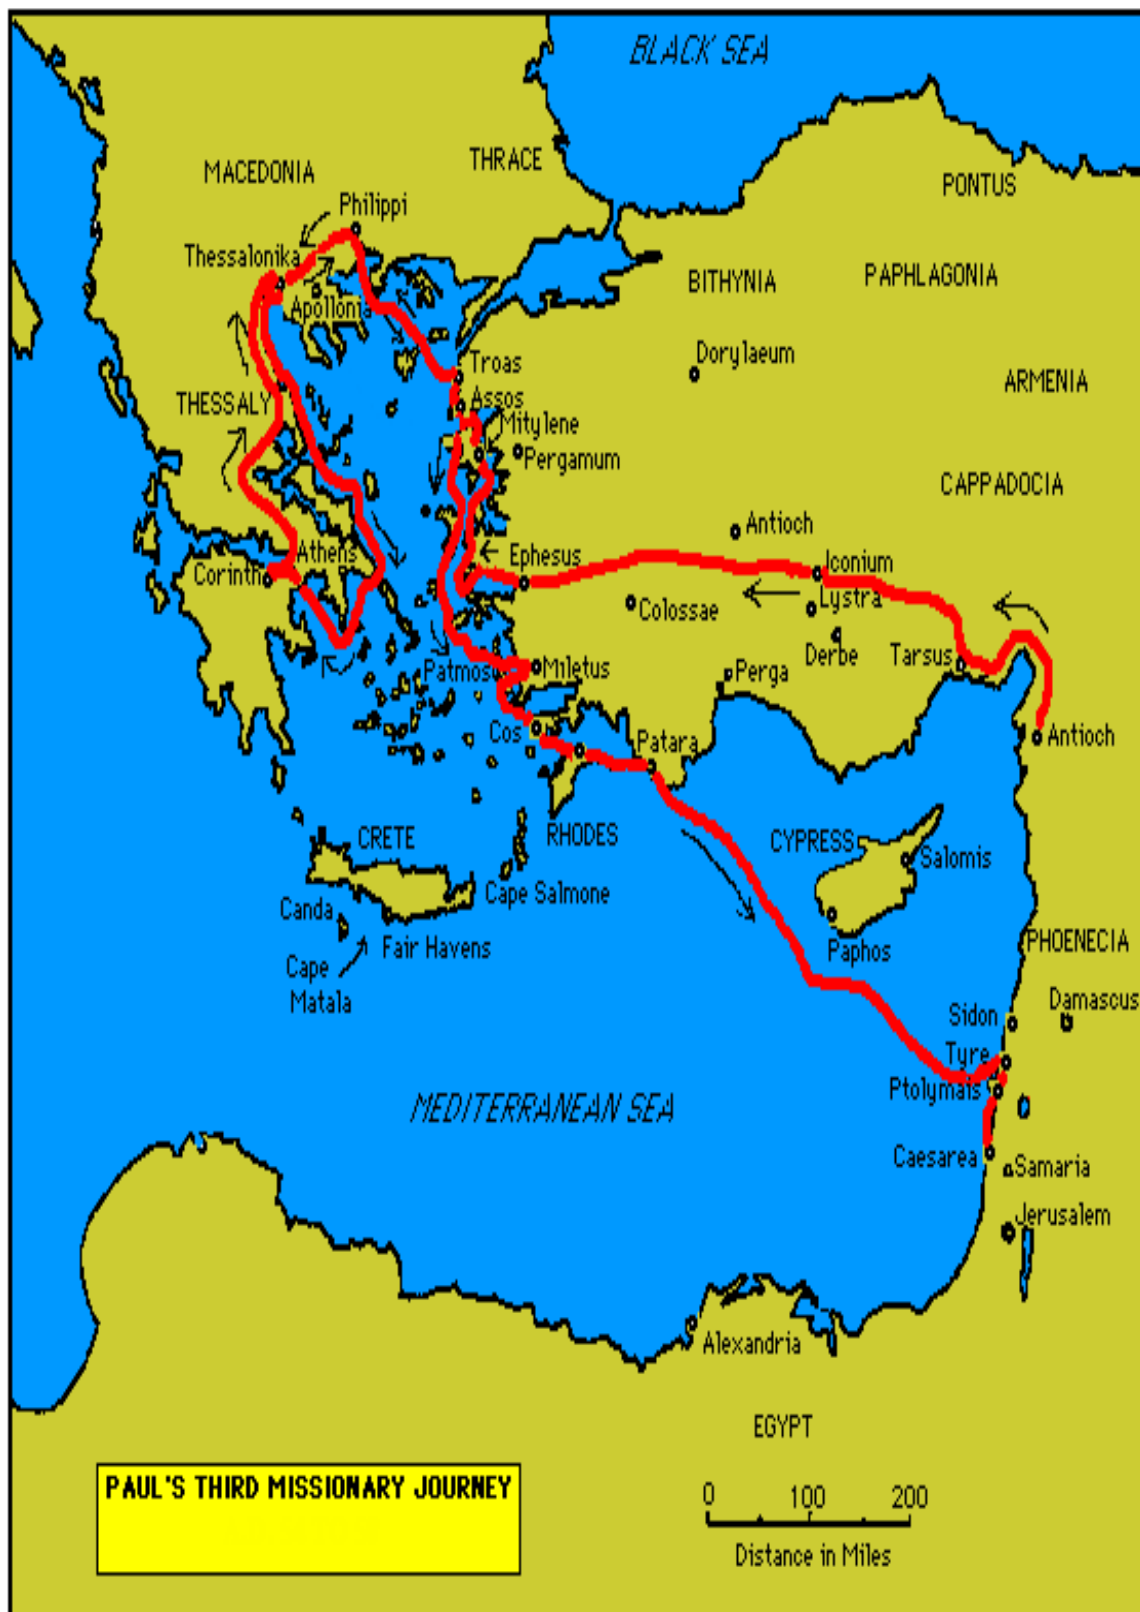 BLACK SEA
THRACE
MACEDONIA
PONTUS
Philippi
Thessalonika
PAPHLAGONIA
BITHYNIA
Apollonia
Dorylaeum
Troas
ARMENIA
Assos
THESSALY
Mitylene
Pergamum
CAPPADOCIA
Antioch
Athens
Ephesus
Iconium
Corinth
Lystra
Colossae
Derbe
Tarsus
Patmos
Miletus
Perga
Cos
Patara
Antioch
CRETE
RHODES
CYPRESS
Salomis
Cape Salmone
Canda
Fair Havens
Paphos
PHOENECIA
Cape
Matala
Damascus
Sidon
Tyre
Ptolymais
MEDITERRANEAN SEA
Caesarea
Samaria
Jerusalem
Alexandria
EGYPT
PAUL'S THIRD MISSIONARY JOURNEY
0 100 200
Distance in Miles